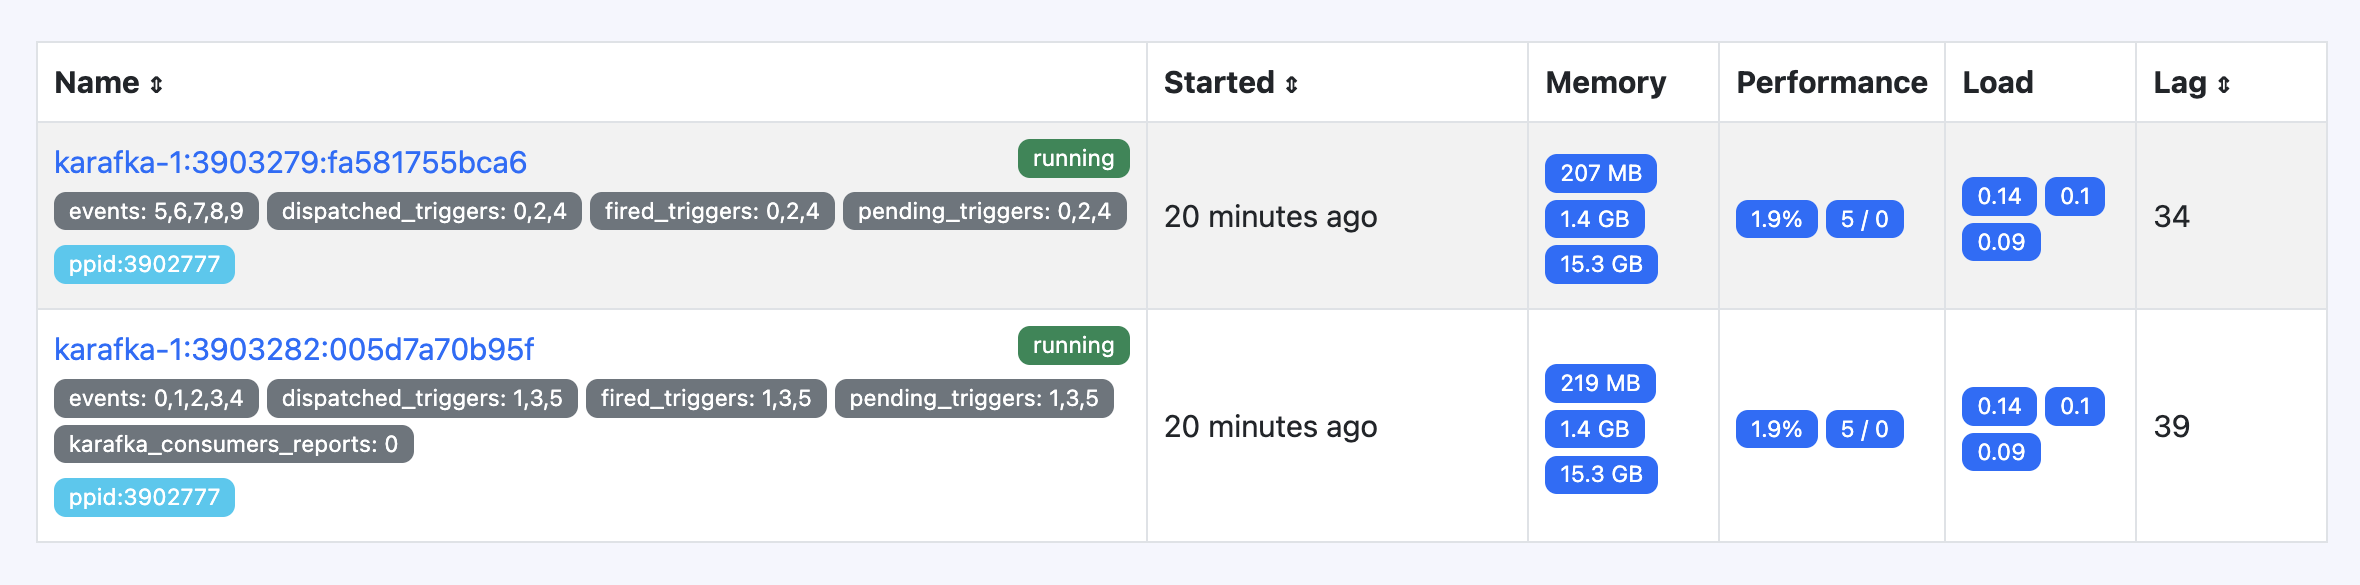 Name ⇕ Started ⇕ Memory Performance Load Lag ⇕
karafka-1:3903279:fa581755bca6 running
events: 5,6,7,8,9 dispatched_triggers: 0,2,4 fired_triggers: 0,2,4 pending_triggers: 0,2,4
ppid:3902777
20 minutes ago
207 MB
1.4 GB
15.3 GB
1.9% 5 / 0
0.14 0.1
0.09
34
karafka-1:3903282:005d7a70b95f running
events: 0,1,2,3,4 dispatched_triggers: 1,3,5 fired_triggers: 1,3,5 pending_triggers: 1,3,5
karafka_consumers_reports: 0
ppid:3902777
20 minutes ago
219 MB
1.4 GB
15.3 GB
1.9% 5 / 0
0.14 0.1
0.09
39